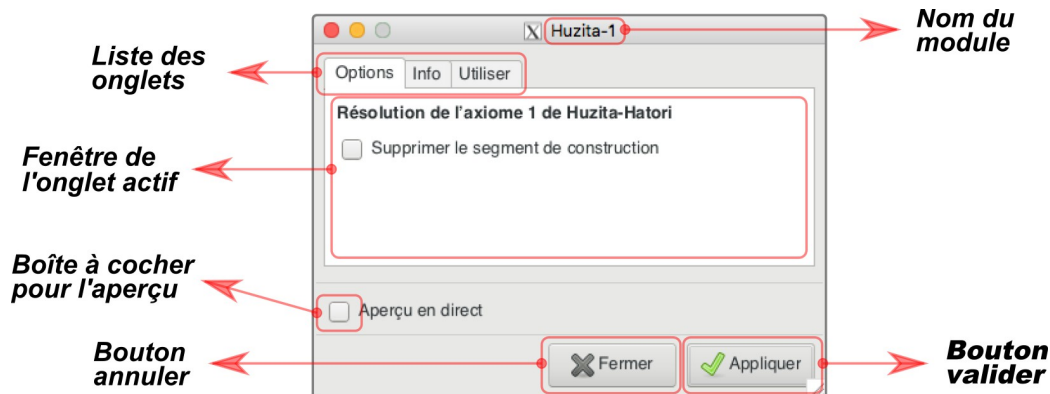 Nom du
module
Huzita-1
Liste des
onglets
Options Info Utiliser
Résolution de l'axiome 1 de Huzita-Hatori
Supprimer le segment de construction
Fenêtre de
l'onglet actif
Boîte à cocher
pour l'aperçu
Aperçu en direct
Bouton
annuler
Fermer
Appliquer
Bouton
valider